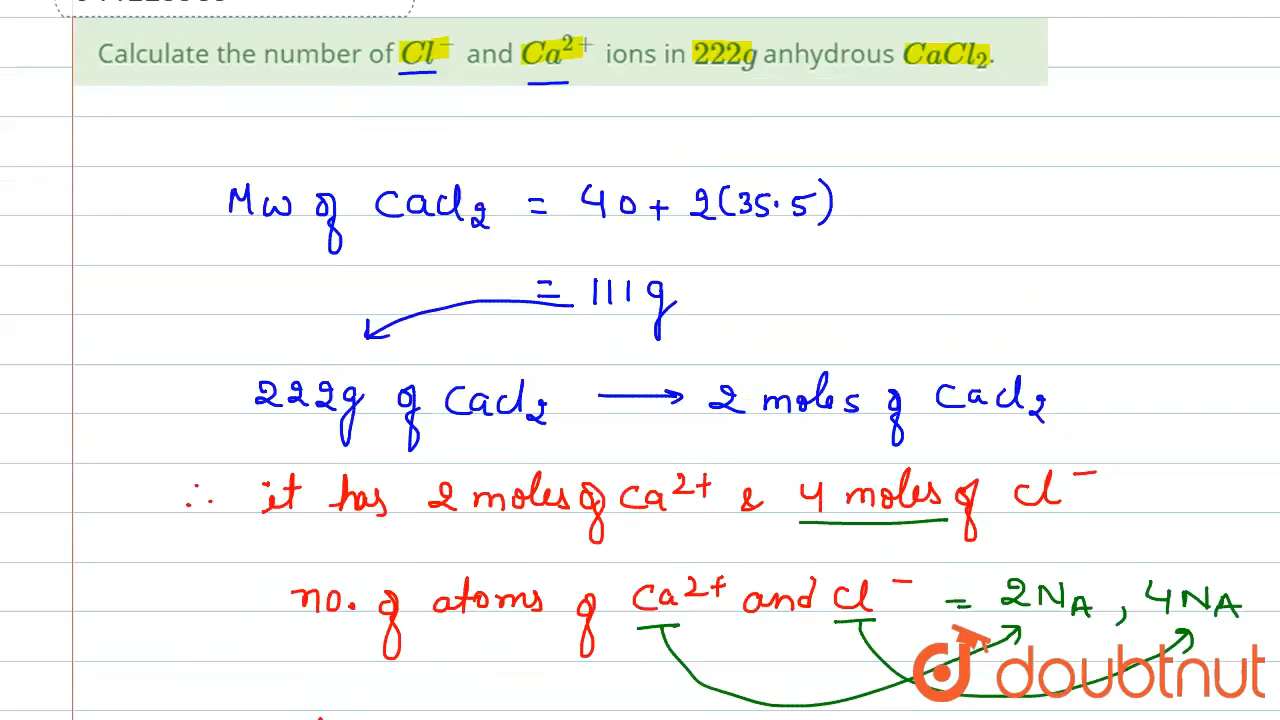 Calculate the number of Cl⁻ and Ca²⁺ ions in 222g anhydrous CaCl₂.
Mw of CaCl₂ = 40 + 2(35.5)
= 111g
222g of CaCl₂ ⟶ 2 moles of CaCl₂
∴ it has 2 moles of Ca²⁺ & 4 moles of Cl⁻
no. of atoms of Ca²⁺ and Cl⁻ = 2NA, 4NA
doubtnut